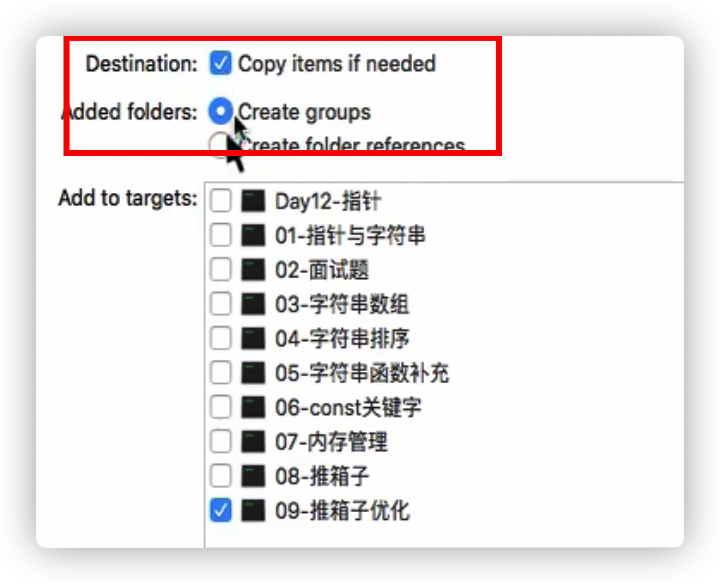 Destination: Copy items if needed
Added folders: Create groups
Create folder references
Add to targets: Day12-指针
01-指针与字符串
02-面试题
03-字符串数组
04-字符串排序
05-字符串函数补充
06-const关键字
07-内存管理
08-推箱子
09-推箱子优化